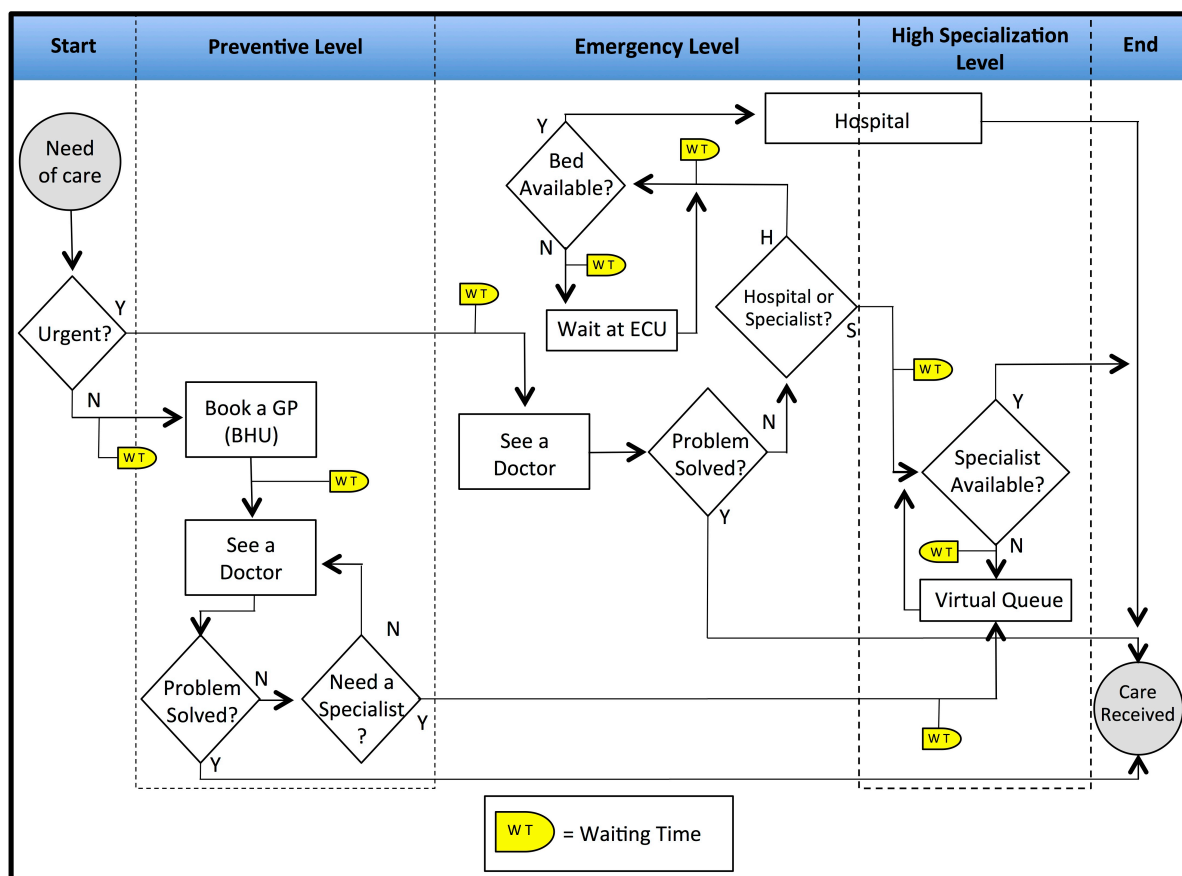 Start
Preventive Level
Emergency Level
High Specialization
Level
End
Need
of care
Urgent?
Y
N
W T
Book a GP
(BHU)
W T
See a
Doctor
Problem
Solved?
N
Y
Need a
Specialist
?
N
Y
W T
W T
See a
Doctor
Problem
Solved?
N
Y
Hospital or
Specialist?
H
S
W T
Bed
Available?
Y
N
W T
Wait at ECU
Hospital
W T
Specialist
Available?
Y
N
W T
Virtual Queue
Care
Received
W T = Waiting Time